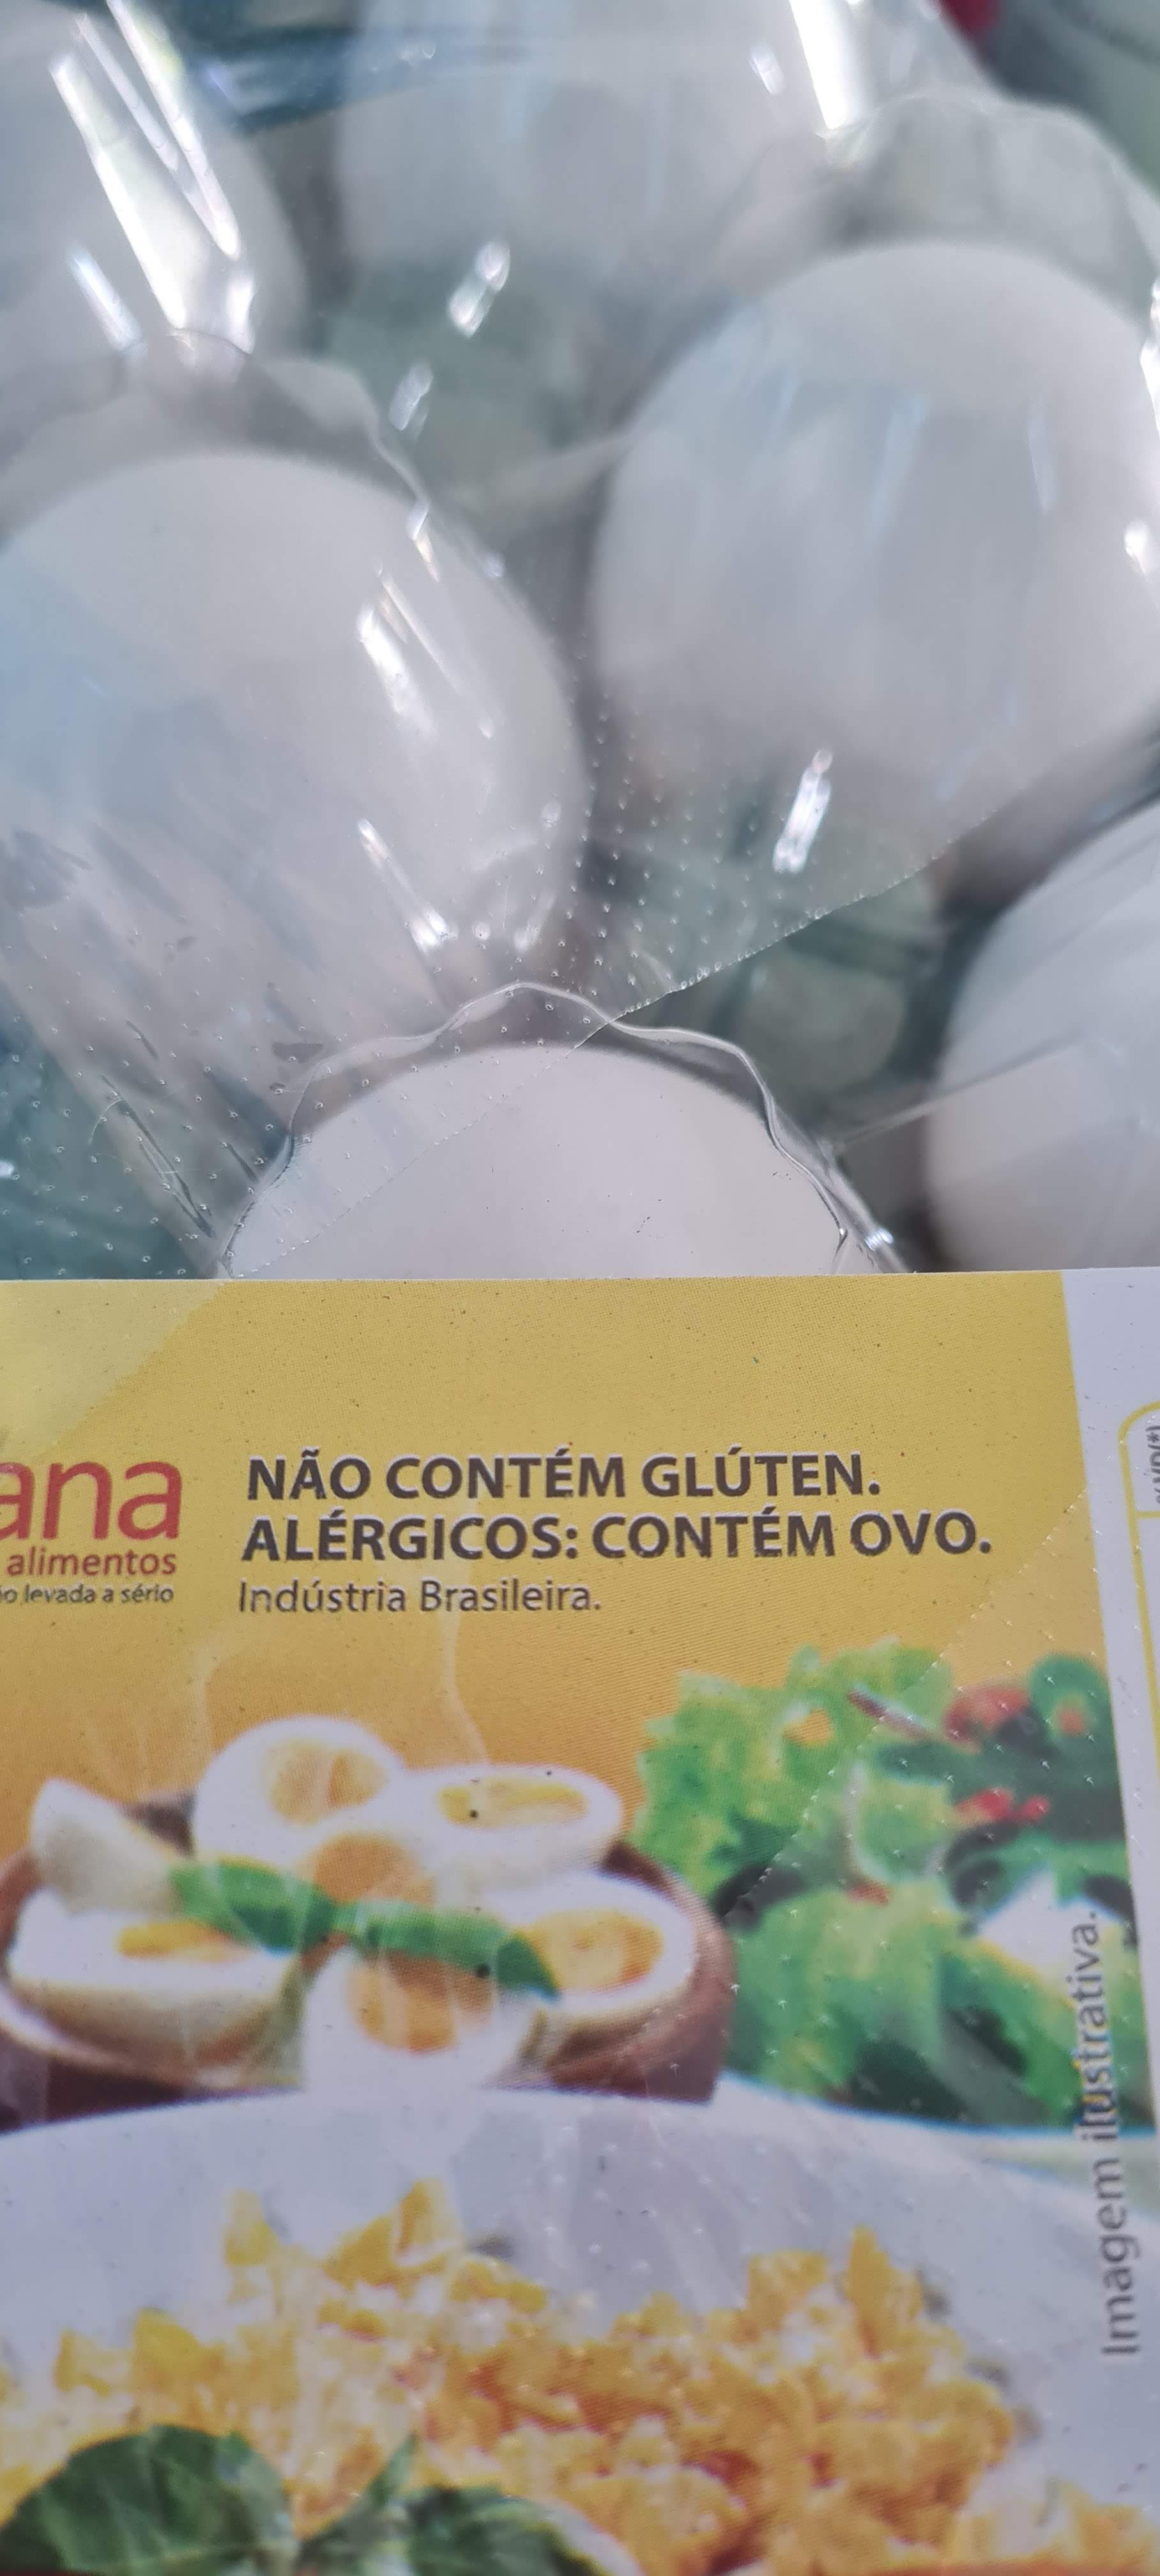 ana
alimentos
levada a sério
NÃO CONTÉM GLÚTEN.
ALÉRGICOS: CONTÉM OVO.
Indústria Brasileira.
Imagem ilustrativa.